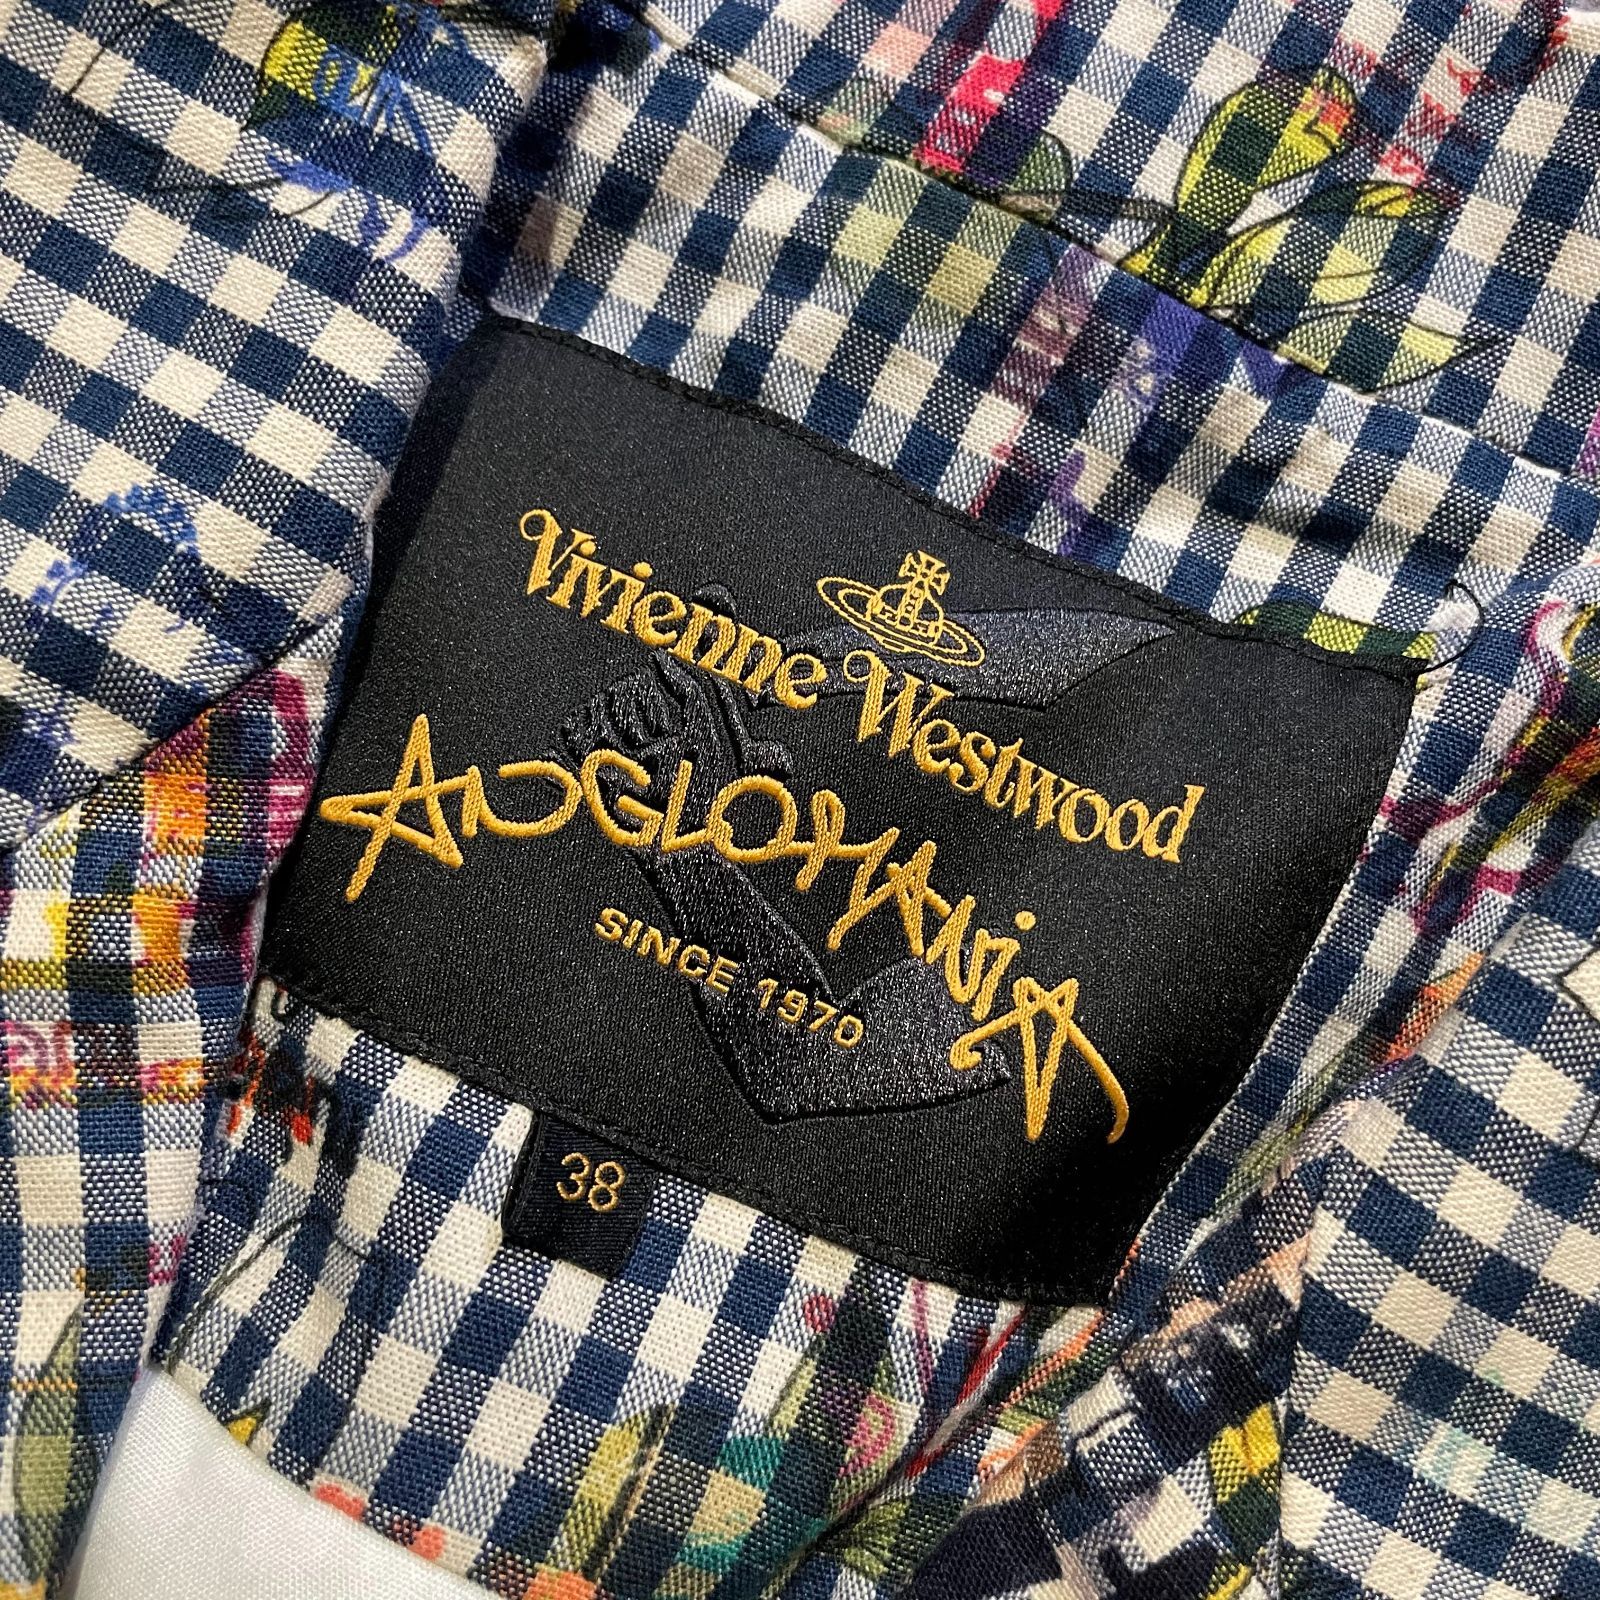 Vivienne Westwood
ANGLOMANiA
SINCE 1970
38